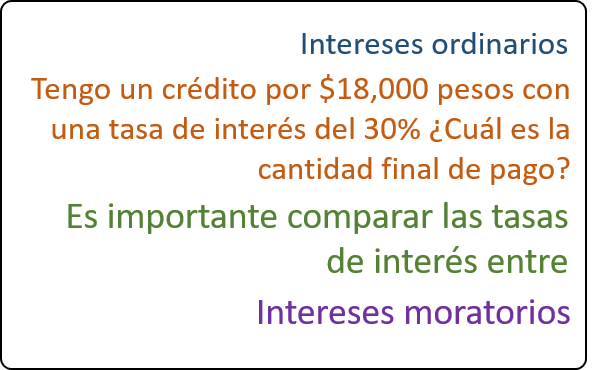 Intereses ordinarios
Tengo un crédito por $18,000 pesos con
una tasa de interés del 30% ¿Cuál es la
cantidad final de pago?
Es importante comparar las tasas
de interés entre
Intereses moratorios